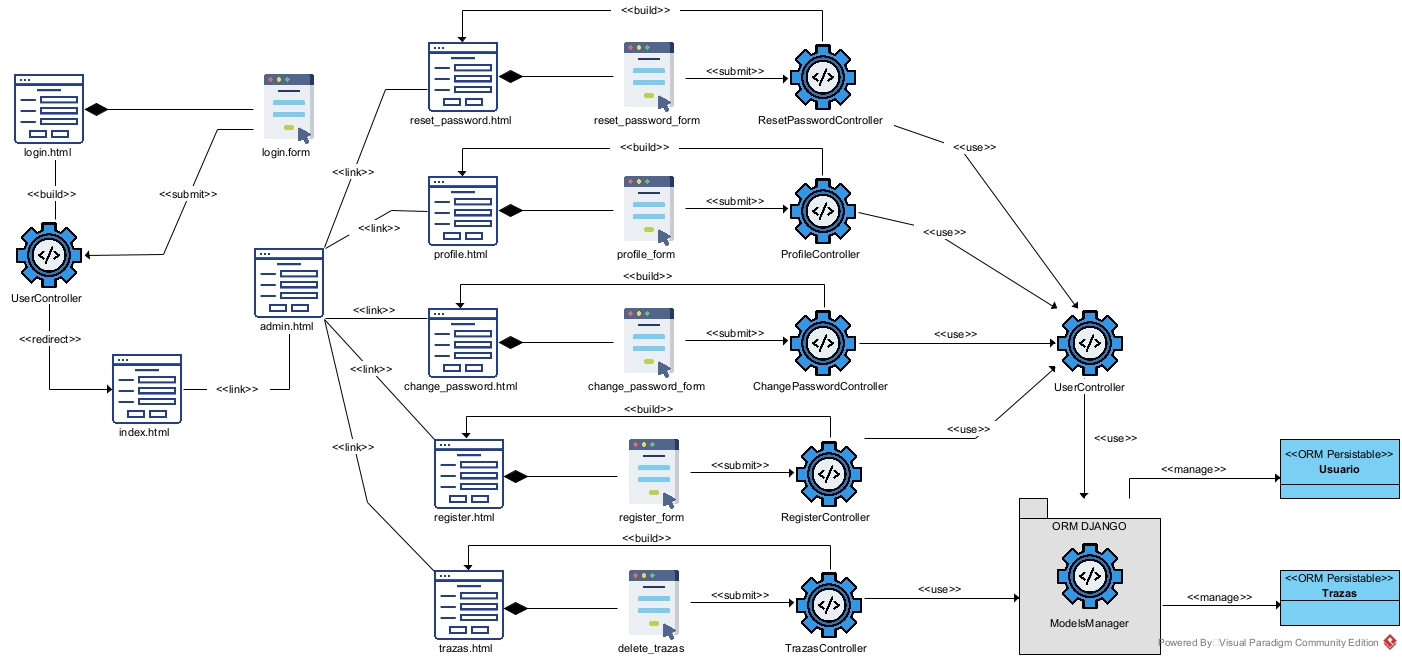 <<build>>
reset_password.html
reset_password_form
<<submit>>
ResetPasswordController
login.html
login.form
<<build>>
<<submit>>
UserController
<<redirect>>
index.html
<<link>>
admin.html
<<link>>
<<link>>
<<link>>
<<link>>
<<link>>
<<build>>
profile.html
profile_form
<<submit>>
ProfileController
<<use>>
<<use>>
<<build>>
change_password.html
change_password_form
<<submit>>
ChangePasswordController
<<use>>
UserController
<<build>>
register.html
register_form
<<submit>>
RegisterController
<<use>>
<<use>>
<<build>>
trazas.html
delete_trazas
<<submit>>
TrazasController
<<use>>
ORM DJANGO
ModelsManager
<<manage>>
<<ORM Persistable>>
Usuario
<<manage>>
<<ORM Persistable>>
Trazas
Powered By Visual Paradigm Community Edition